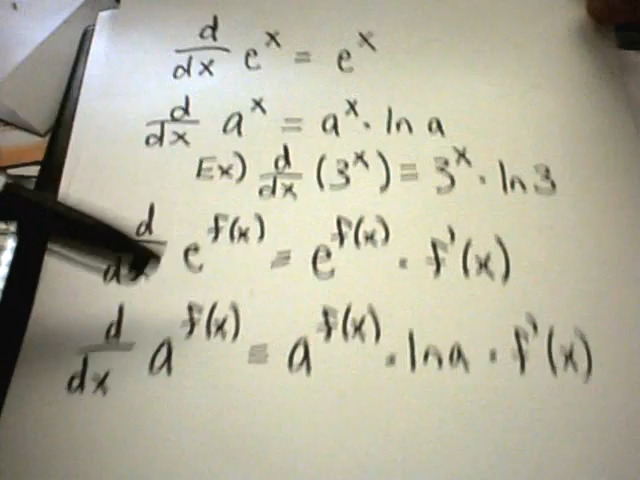 d/dx e^x = e^x
d/dx a^x = a^x · ln a
Ex) d/dx (3^x) = 3^x · ln 3
d/dx e^f(x) = e^f(x) · f'(x)
d/dx a^f(x) = a^f(x) · ln a · f'(x)